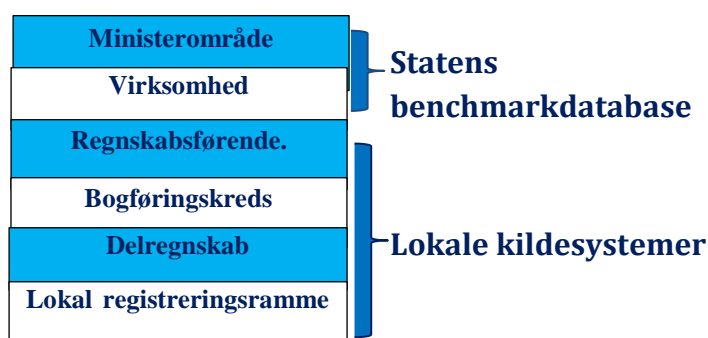 Ministerområde
Virksomhed
Regnskabsførende.
Bogføringskreds
Delregnskab
Lokal registreringsramme
Statens
benchmarkdatabase
Lokale kildesystemer